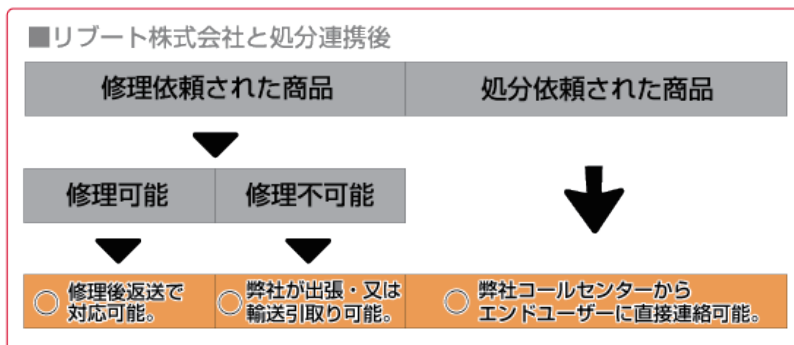 ■リブート株式会社と処分連携後
修理依頼された商品
処分依頼された商品
修理可能
修理不可能
○ 修理後返送で
対応可能。
○ 弊社が出張・又は
輸送引取り可能。
○ 弊社コールセンターから
エンドユーザーに直接連絡可能。